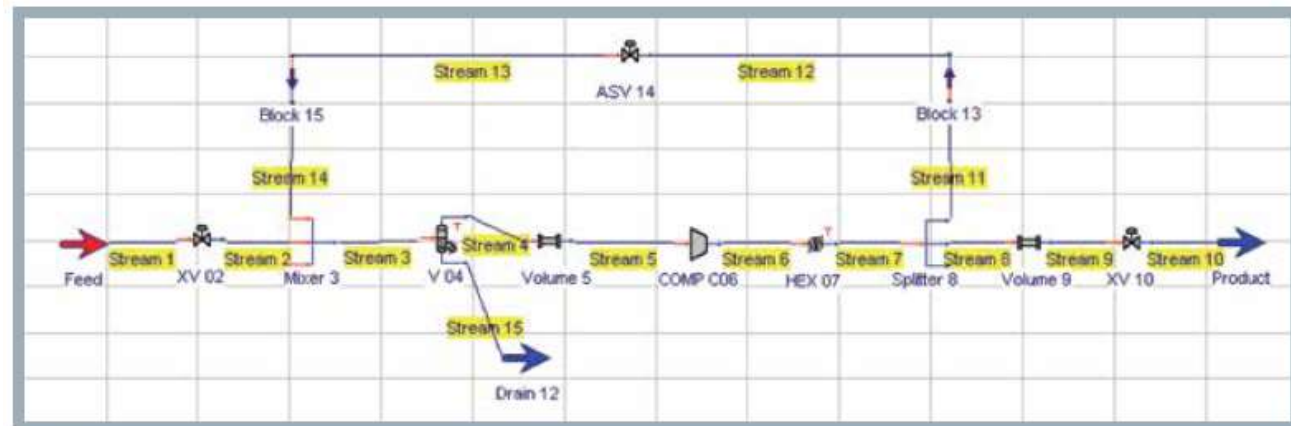 Stream 13
Stream 12
ASV 14
Block 15
Block 13
Stream 14
Stream 11
Stream 1
Stream 2
Stream 3
Stream 4
Stream 5
Stream 6
Stream 7
Stream 8
Stream 9
Stream 10
Feed
XV 02
Mixer 3
V 04
T
Volume 5
COMP C06
HEX 07
T
Splitter 8
Volume 9
XV 10
Product
Stream 15
Drain 12